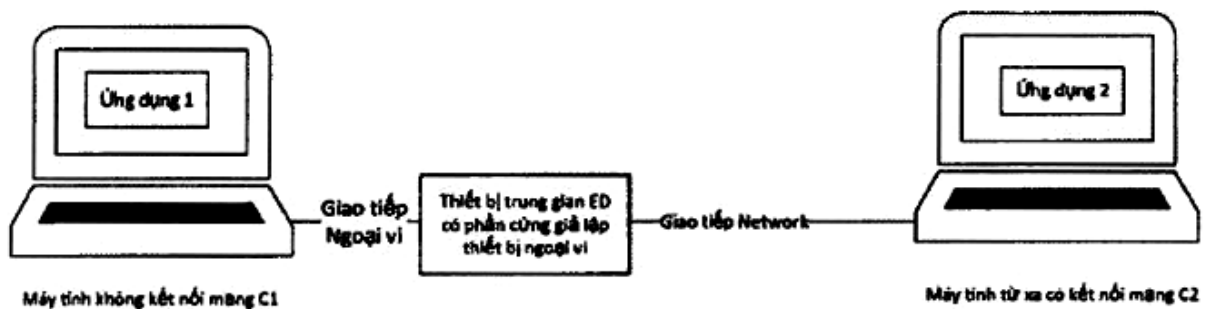 Ứng dụng 1
Ứng dụng 2
Giao tiếp
Ngoại vi
Thiết bị trung gian ED
có phần cứng giả lập
thiết bị ngoại vi
Giao tiếp Network
Máy tính không kết nối mạng C1
Máy tính từ xa có kết nối mạng C2